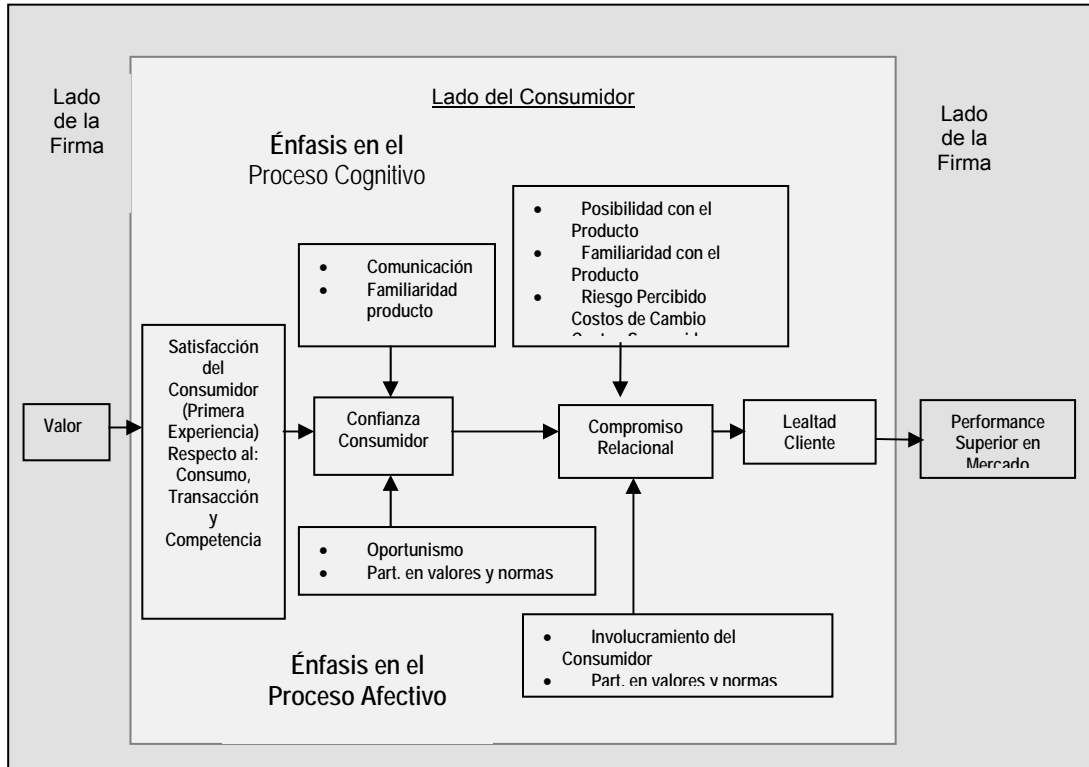 Lado
de la
Firma
Lado del Consumidor
Lado
de la
Firma
Énfasis en el
Proceso Cognitivo
• Posibilidad con el
Producto
• Familiaridad con el
Producto
• Riesgo Percibido
Costos de Cambio
• Comunicación
• Familiaridad
producto
Valor
Satisfacción
del
Consumidor
(Primera
Experiencia)
Respecto al:
Consumo,
Transacción
y
Competencia
Confianza
Consumidor
Compromiso
Relacional
Lealtad
Cliente
Performance
Superior en
Mercado
• Oportunismo
• Part. en valores y normas
• Involucramiento del
Consumidor
• Part. en valores y normas
Énfasis en el
Proceso Afectivo